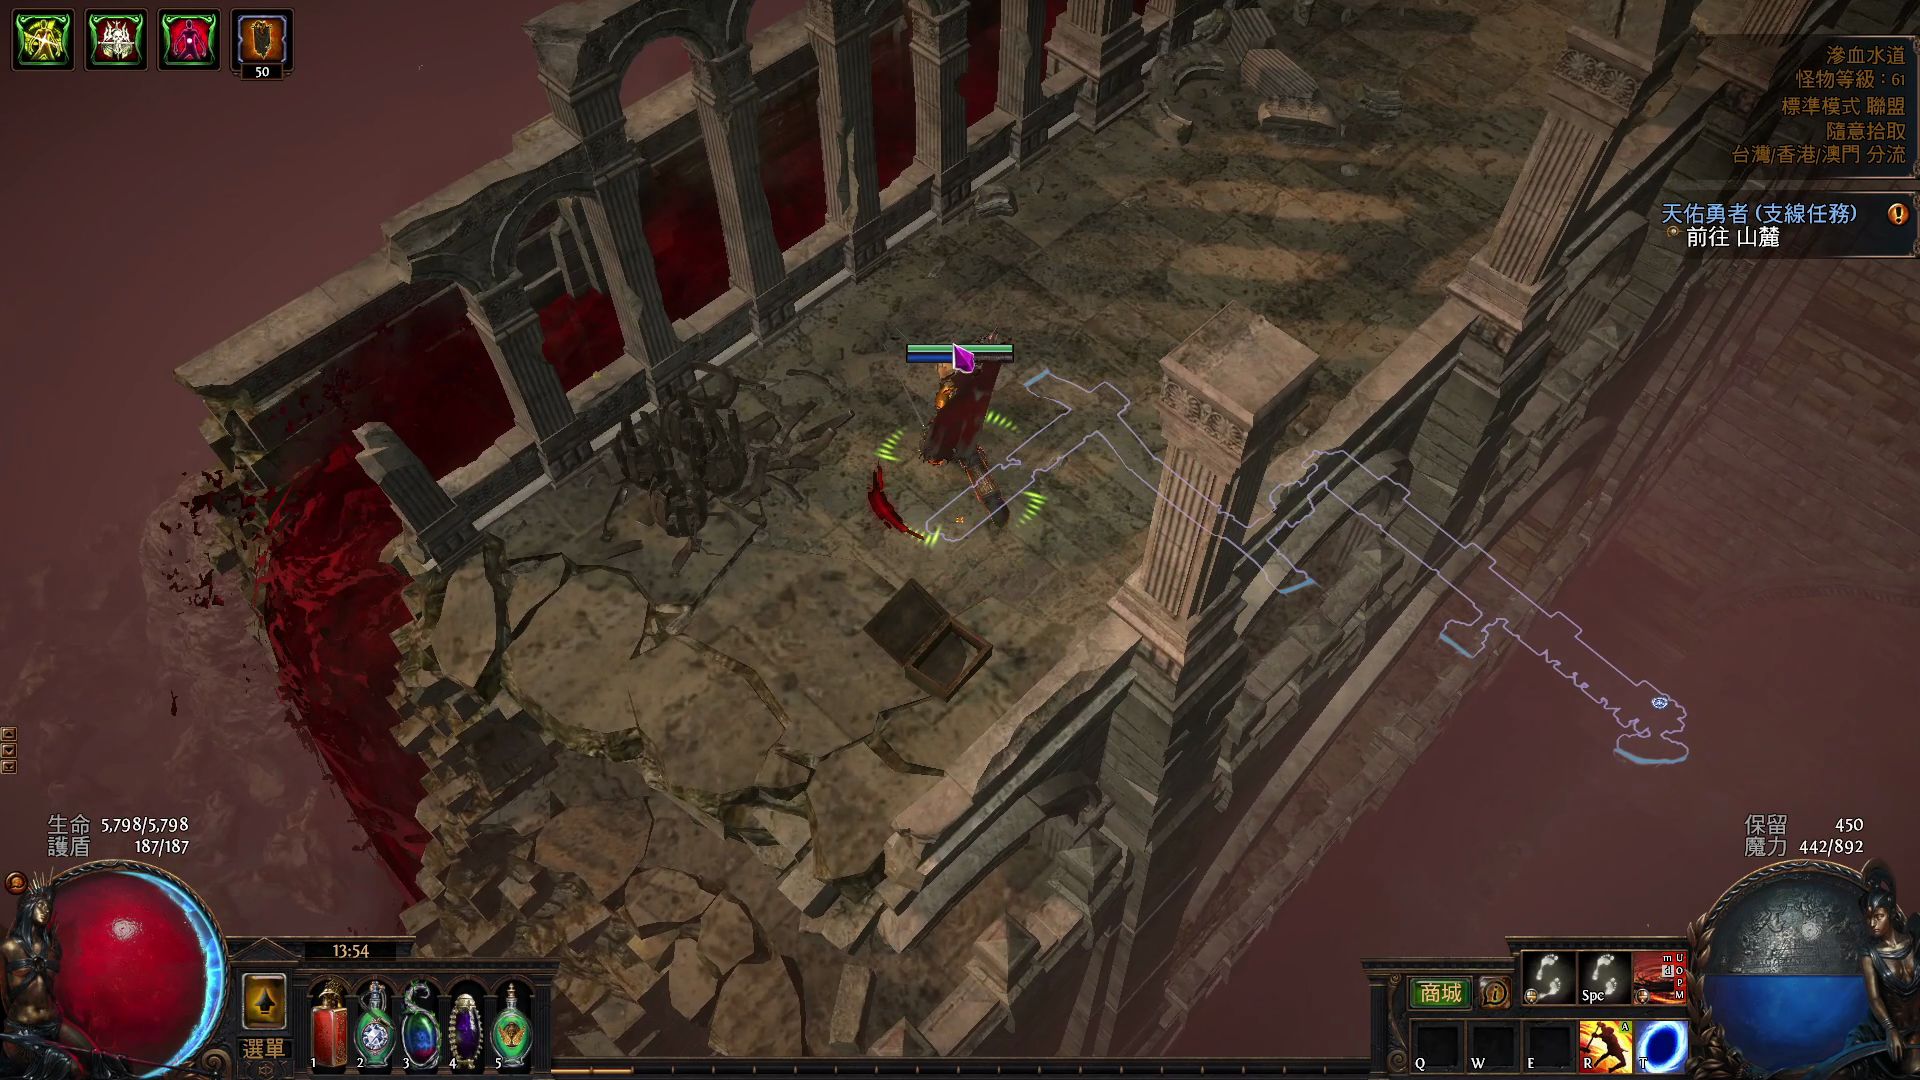 50
滲血水道
怪物等級：61
標準模式 聯盟
隨意拾取
台灣/香港/澳門 分流
天佑勇者 (支線任務)
前往 山麓
生命 5,798/5,798
護盾 187/187
保留 450
魔力 442/892
13:54
選單
1 2 3 4 5
商城
Spc
m U
d O
P
M
Q W E R T
A